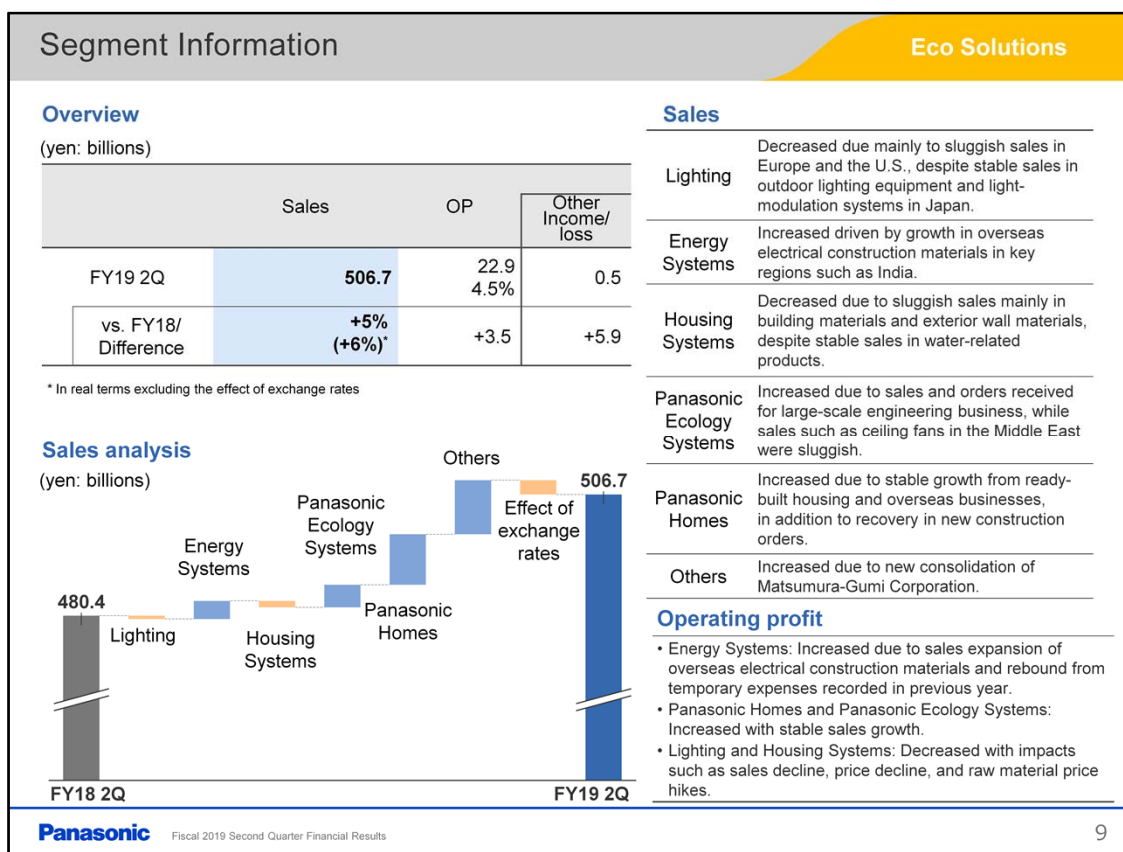 Segment Information
Eco Solutions
Overview
(yen: billions)
Sales
OP
Other
Income/
loss
FY19 2Q
506.7
22.9
4.5%
0.5
vs. FY18/
Difference
+5%
(+6%)*
+3.5
+5.9
* In real terms excluding the effect of exchange rates
Sales analysis
(yen: billions)
480.4
Lighting
Energy
Systems
Housing
Systems
Panasonic
Ecology
Systems
Panasonic
Homes
Others
Effect of
exchange
rates
506.7
FY18 2Q
FY19 2Q
Sales
Lighting
Decreased due mainly to sluggish sales in
Europe and the U.S., despite stable sales in
outdoor lighting equipment and light-
modulation systems in Japan.
Energy
Systems
Increased driven by growth in overseas
electrical construction materials in key
regions such as India.
Housing
Systems
Decreased due to sluggish sales mainly in
building materials and exterior wall materials,
despite stable sales in water-related
products.
Panasonic
Ecology
Systems
Increased due to sales and orders received
for large-scale engineering business, while
sales such as ceiling fans in the Middle East
were sluggish.
Panasonic
Homes
Increased due to stable growth from ready-
built housing and overseas businesses,
in addition to recovery in new construction
orders.
Others
Increased due to new consolidation of
Matsumura-Gumi Corporation.
Operating profit
• Energy Systems: Increased due to sales expansion of
overseas electrical construction materials and rebound from
temporary expenses recorded in previous year.
• Panasonic Homes and Panasonic Ecology Systems:
Increased with stable sales growth.
• Lighting and Housing Systems: Decreased with impacts
such as sales decline, price decline, and raw material price
hikes.
Panasonic
Fiscal 2019 Second Quarter Financial Results
9